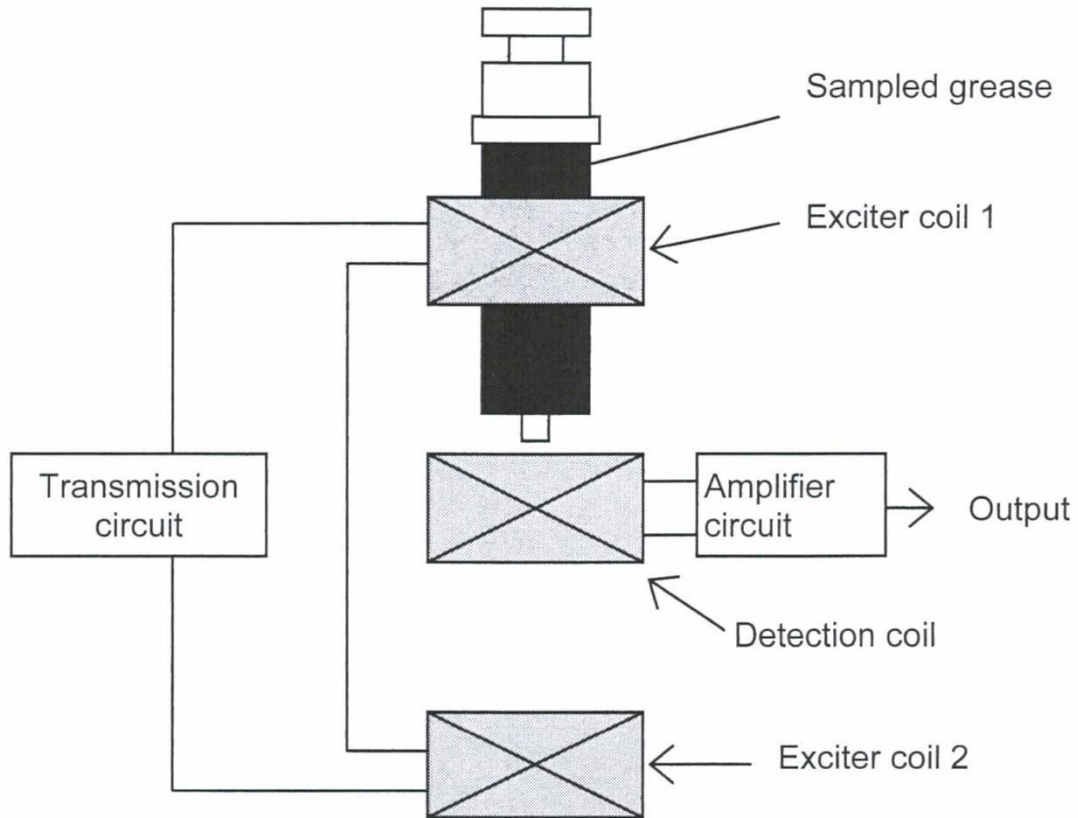 Sampled grease
Exciter coil 1
Transmission
circuit
Amplifier
circuit
Output
Detection coil
Exciter coil 2